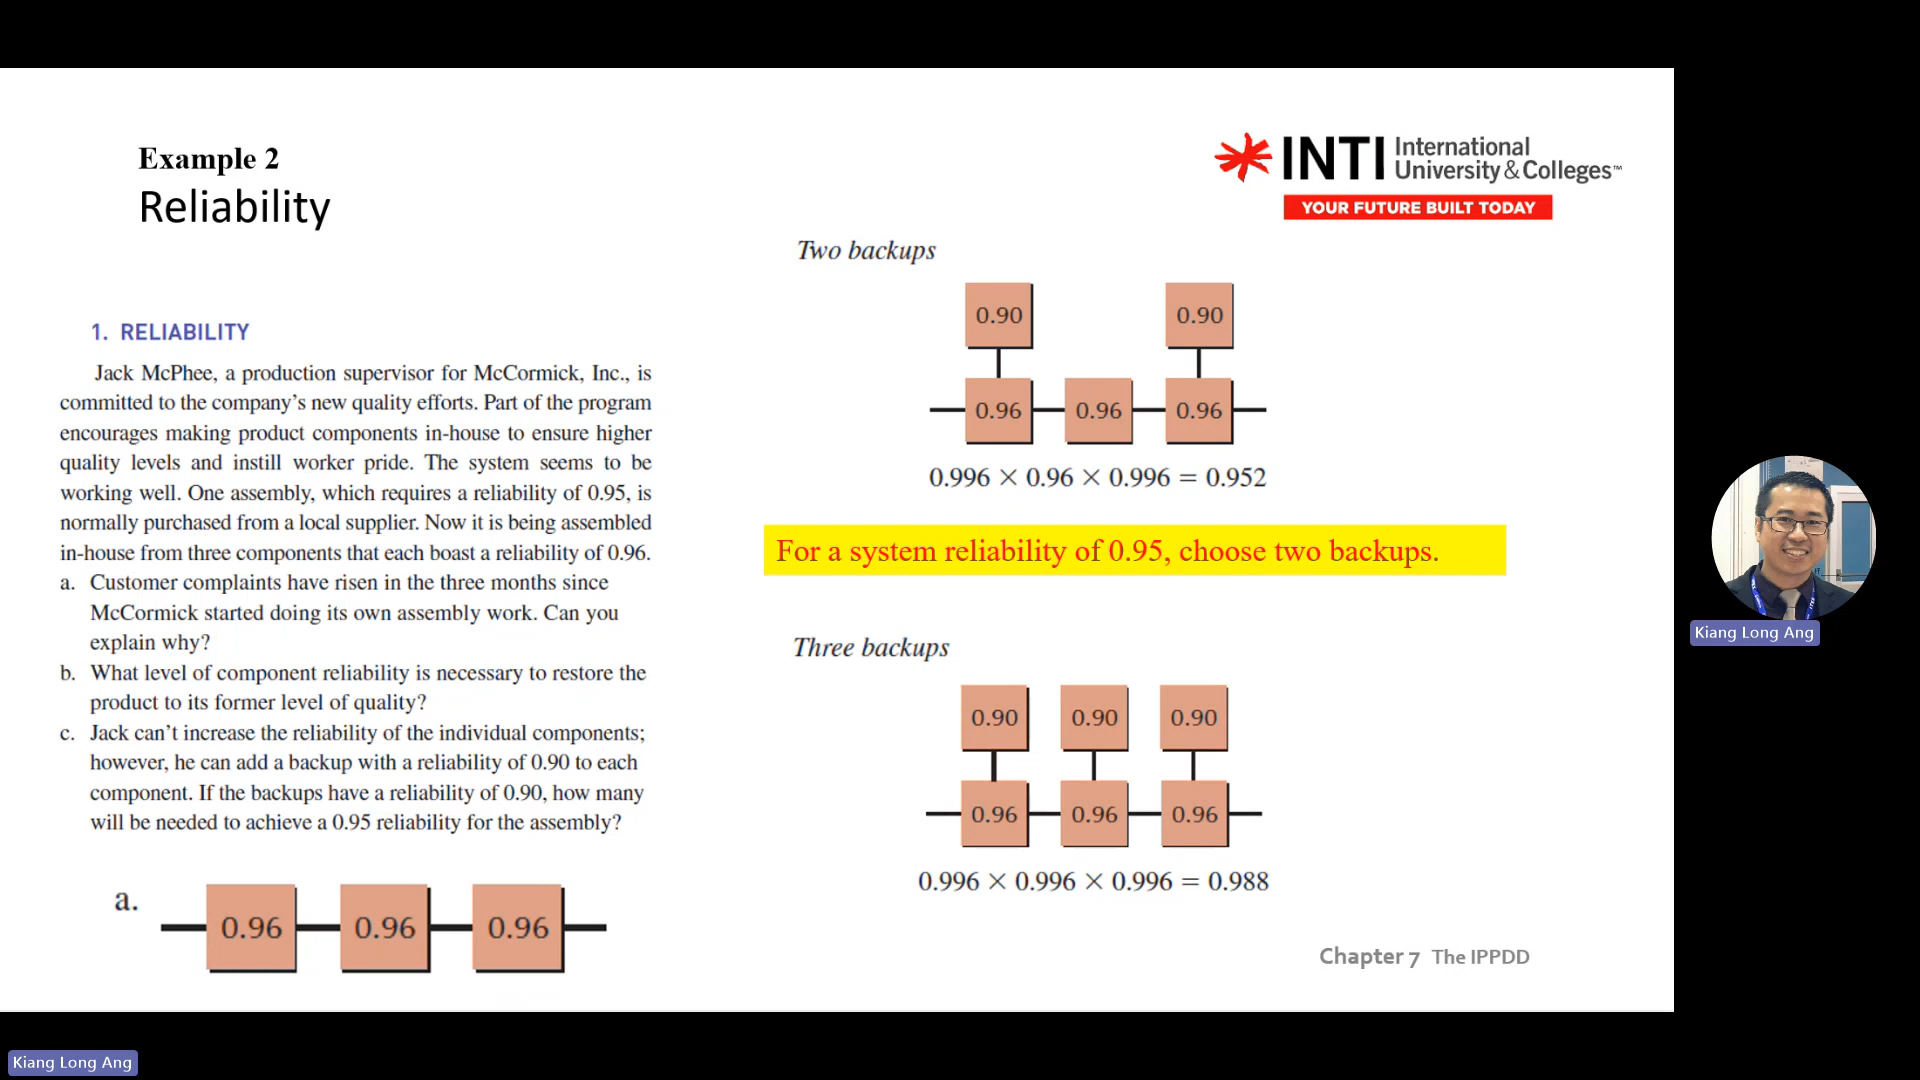 Example 2
Reliability
INTI International
University & Colleges™
YOUR FUTURE BUILT TODAY
1. RELIABILITY
Jack McPhee, a production supervisor for McCormick, Inc., is
committed to the company's new quality efforts. Part of the program
encourages making product components in-house to ensure higher
quality levels and instill worker pride. The system seems to be
working well. One assembly, which requires a reliability of 0.95, is
normally purchased from a local supplier. Now it is being assembled
in-house from three components that each boast a reliability of 0.96.
a. Customer complaints have risen in the three months since
McCormick started doing its own assembly work. Can you
explain why?
b. What level of component reliability is necessary to restore the
product to its former level of quality?
c. Jack can't increase the reliability of the individual components;
however, he can add a backup with a reliability of 0.90 to each
component. If the backups have a reliability of 0.90, how many
will be needed to achieve a 0.95 reliability for the assembly?
a.
0.96 0.96 0.96
Two backups
0.90 0.90
0.96 0.96 0.96
0.996 × 0.96 × 0.996 = 0.952
For a system reliability of 0.95, choose two backups.
Three backups
0.90 0.90 0.90
0.96 0.96 0.96
0.996 × 0.996 × 0.996 = 0.988
Chapter 7 The IPPDD
Kiang Long Ang
Kiang Long Ang